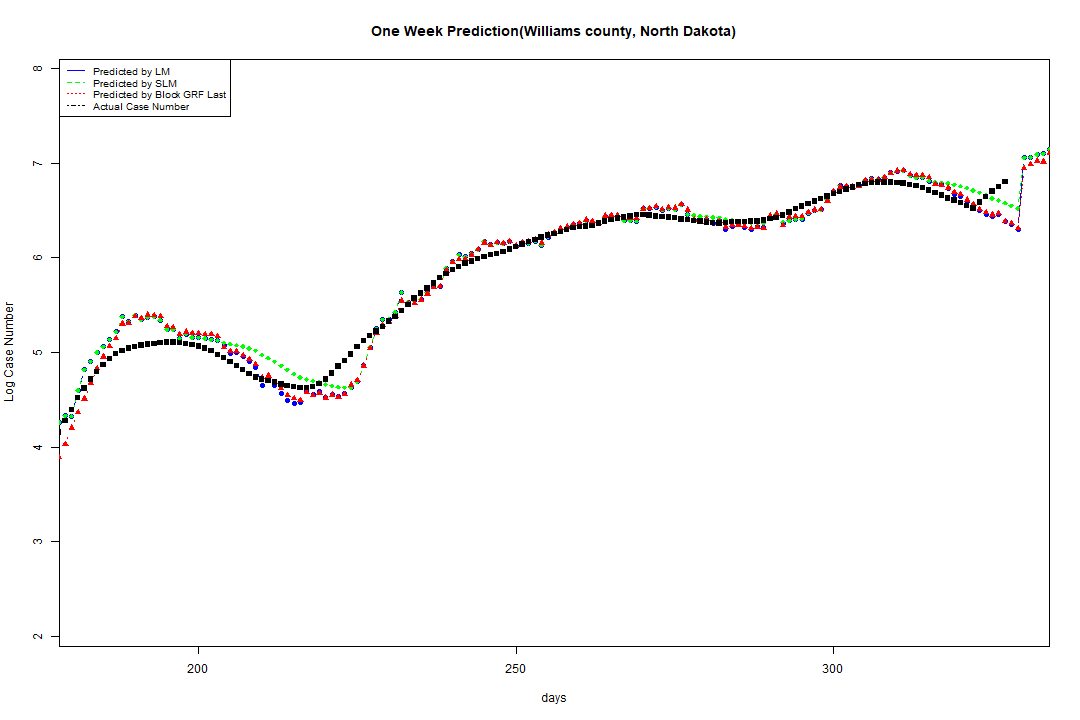 One Week Prediction(Williams county, North Dakota)
Predicted by LM
Predicted by SLM
Predicted by Block GRF Last
Actual Case Number
8
7
6
5
4
3
2
Log Case Number
200
250
300
days